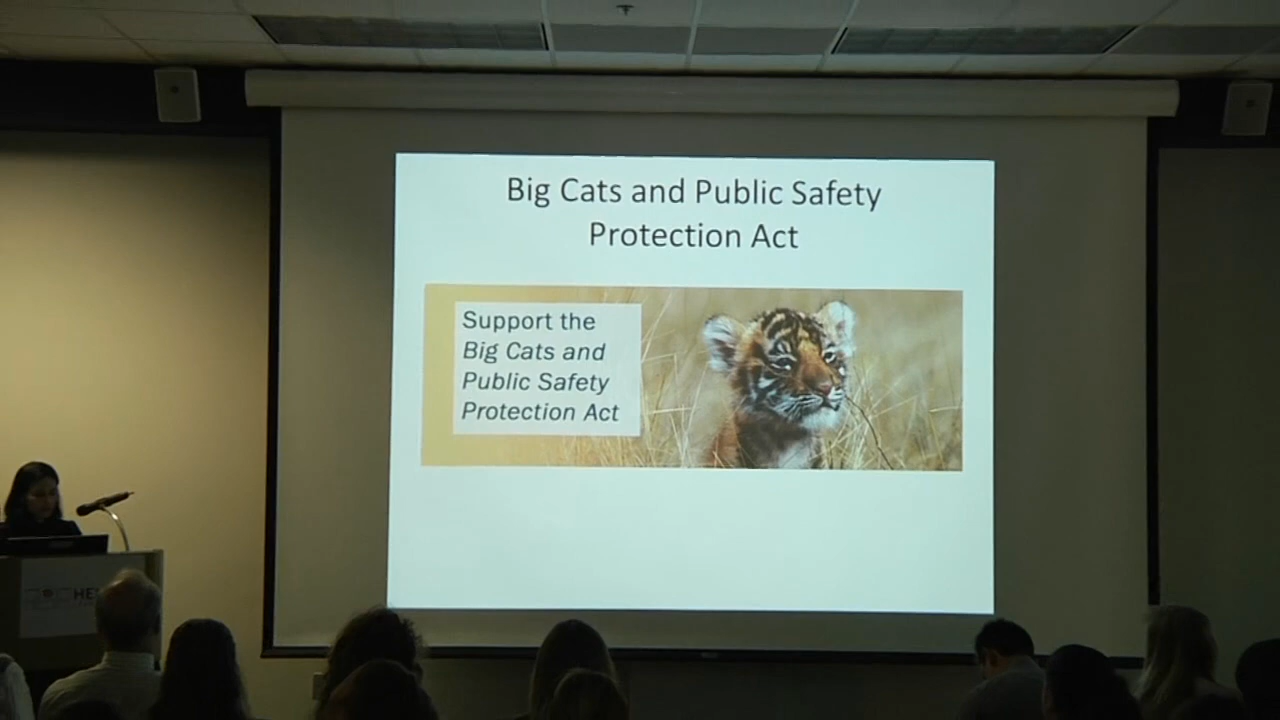 Big Cats and Public Safety
Protection Act
Support the
Big Cats and
Public Safety
Protection Act